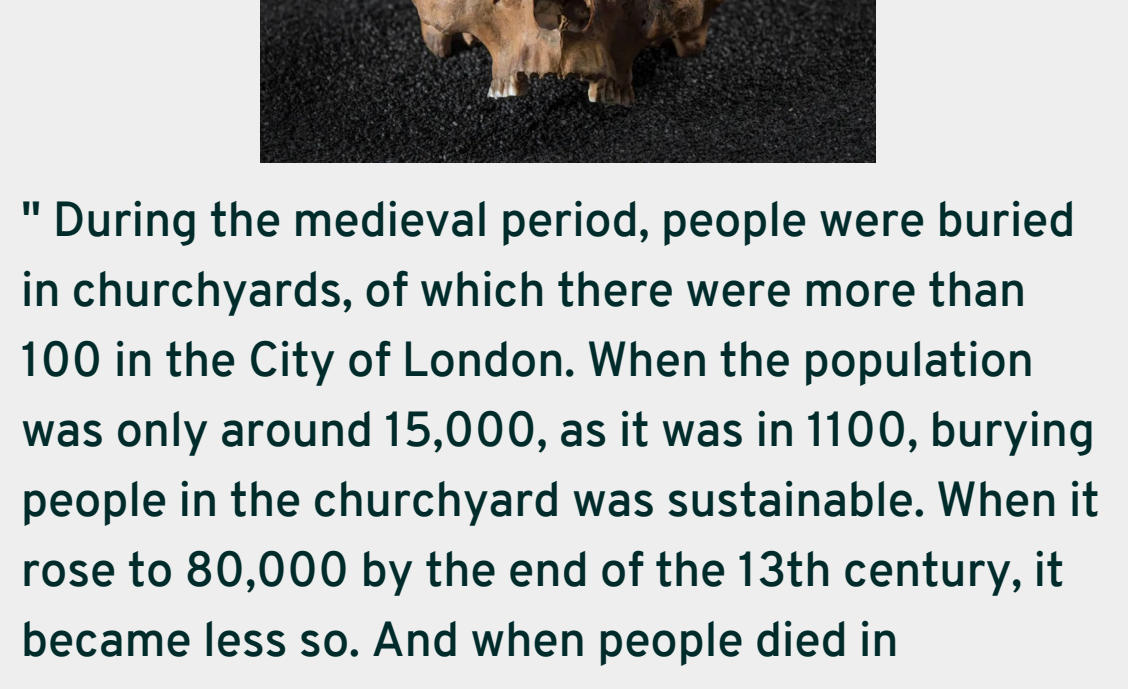 " During the medieval period, people were buried
in churchyards, of which there were more than
100 in the City of London. When the population
was only around 15,000, as it was in 1100, burying
people in the churchyard was sustainable. When it
rose to 80,000 by the end of the 13th century, it
became less so. And when people died in